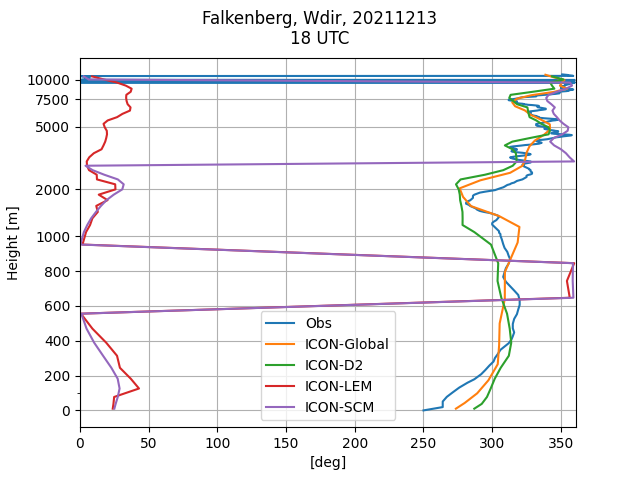 Falkenberg, Wdir, 20211213
18 UTC
Height [m]
10000
7500
5000
2000
1000
800
600
400
200
0
Obs
ICON-Global
ICON-D2
ICON-LEM
ICON-SCM
0 50 100 150 200 250 300 350
[deg]